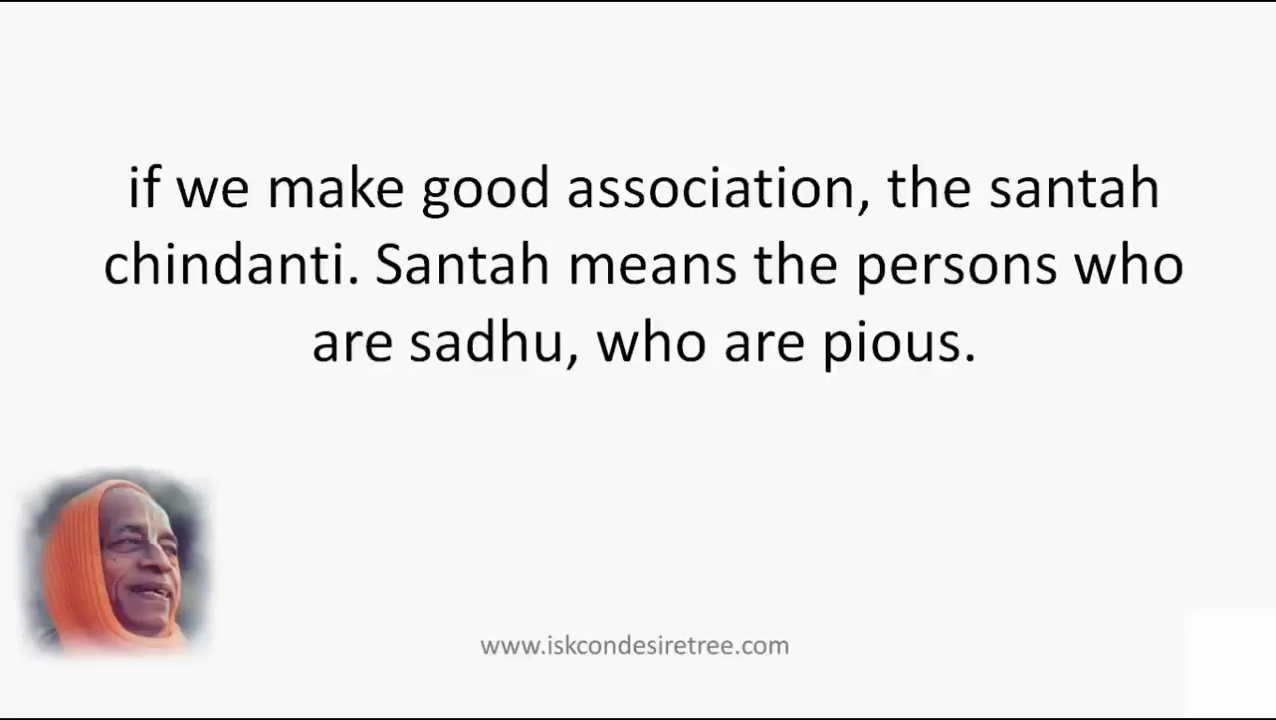 if we make good association, the santah
chindanti. Santah means the persons who
are sadhu, who are pious.
www.iskcondesiretree.com